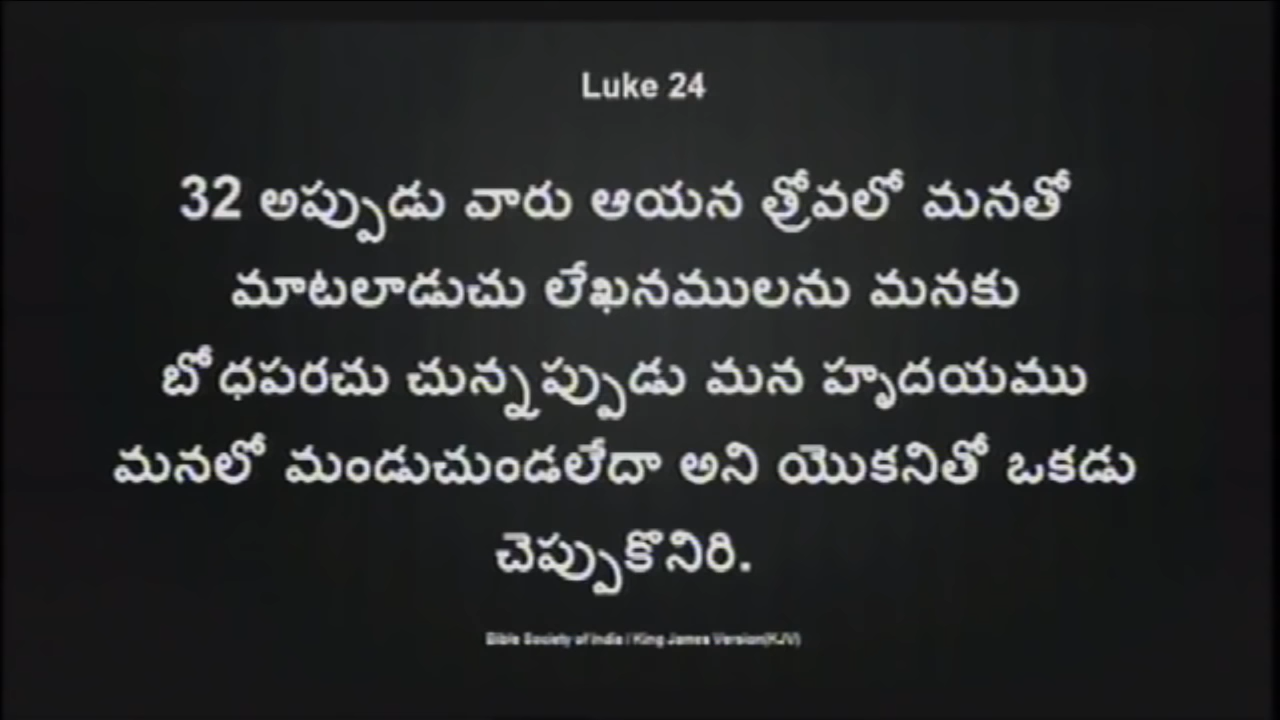 Luke 24
32 అప్పుడు వారు ఆయన త్రోవలో మనతో
మాటలాడుచు లేఖనములను మనకు
బోధపరచు చున్నప్పుడు మన హృదయము
మనలో మండుచుండలేదా అని యొకనితో ఒకడు
చెప్పుకొనిరి.
Bible Society of India / King James Version(KJV)